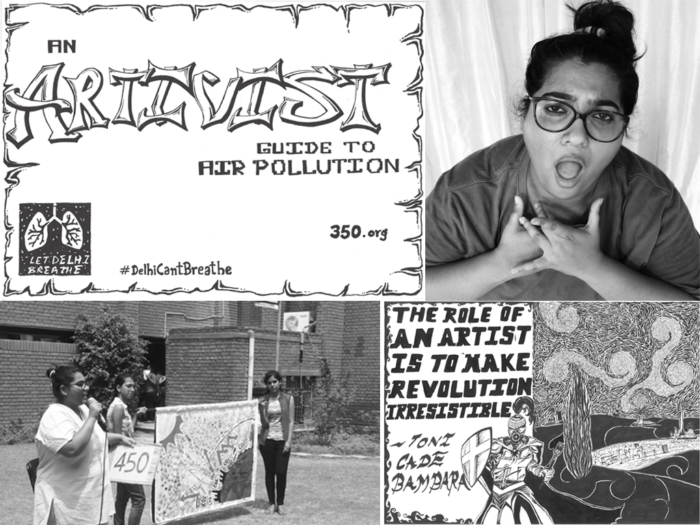 AN
ARTIVIST
GUIDE TO
AIR POLLUTION
350.org
LET DELHI
BREATHE
#DelhiCantBreathe
450
THE ROLE OF
AN ARTIST
IS TO MAKE
REVOLUTION
IRRESISTIBLE
~TONI
CADE
BAMBARA